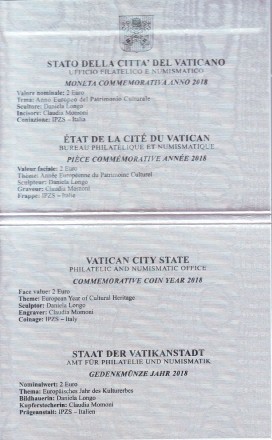 STATO DELLA CITTA' DEL VATICANO
UFFICIO FILATELICO E NUMISMATICO
MONETA COMMEMORATIVA ANNO 2018
Valore nominale: 2 Euro
Tema: Anno Europeo del Patrimonio Culturale
Scultore: Daniela Longo
Incisore: Claudia Momoni
Coniazione: IPZS – Italia
ÉTAT DE LA CITÉ DU VATICAN
BUREAU PHILATELIQUE ET NUMISMATIQUE
PIÈCE COMMÉMORATIVE ANNÉE 2018
Valeur faciale: 2 Euro
Thème: Année Européenne du Patrimoine Culturel
Sculpteur: Daniela Longo
Graveur: Claudia Momoni
Frappe: IPZS – Italie
VATICAN CITY STATE
PHILATELIC AND NUMISMATIC OFFICE
COMMEMORATIVE COIN YEAR 2018
Face value: 2 Euro
Theme: European Year of Cultural Heritage
Sculptor: Daniela Longo
Engraver: Claudia Momoni
Coinage: IPZS – Italy
STAAT DER VATIKANSTADT
AMT FÜR PHILATELIE UND NUMISMATIK
GEDENKMÜNZE JAHR 2018
Nominalwert: 2 Euro
Thema: Europäisches Jahr des Kulturerbes
Bildhauerin: Daniela Longo
Kupferstecherin: Claudia Momoni
Prägeanstalt: IPZS – Italien